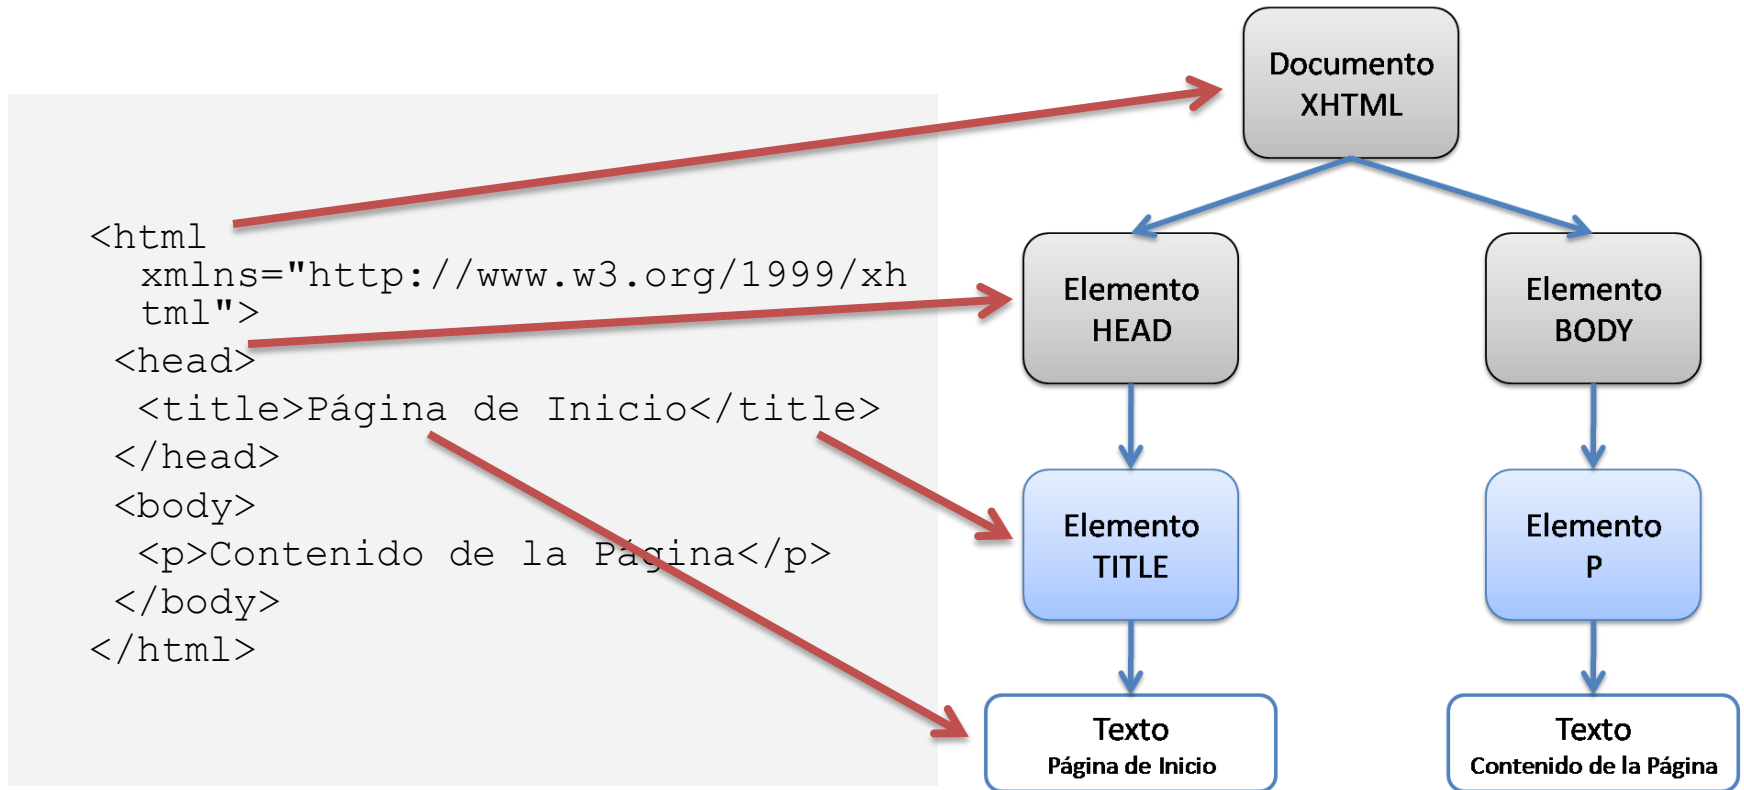 <html
xmlns="http://www.w3.org/1999/xh
tml">
<head>
<title>Página de Inicio</title>
</head>
<body>
<p>Contenido de la Página</p>
</body>
</html>
Documento
XHTML
Elemento
HEAD
Elemento
BODY
Elemento
TITLE
Elemento
P
Texto
Página de Inicio
Texto
Contenido de la Página